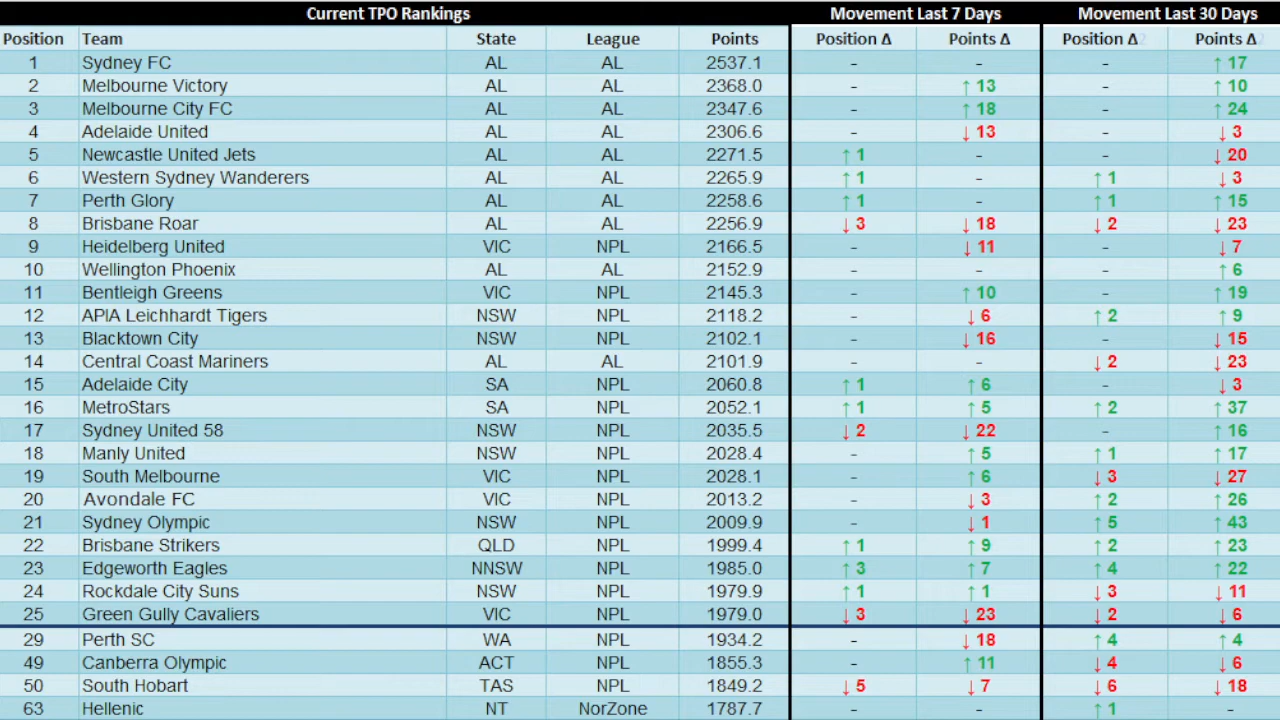 Current TPO Rankings Movement Last 7 Days Movement Last 30 Days
Position Team State League Points Position Δ Points Δ Position Δ2 Points Δ2
1 Sydney FC AL AL 2537.1 - - - ↑ 17
2 Melbourne Victory AL AL 2368.0 - ↑ 13 - ↑ 10
3 Melbourne City FC AL AL 2347.6 - ↑ 18 - ↑ 24
4 Adelaide United AL AL 2306.6 - ↓ 13 - ↓ 3
5 Newcastle United Jets AL AL 2271.5 ↑ 1 - - ↓ 20
6 Western Sydney Wanderers AL AL 2265.9 ↑ 1 - ↑ 1 ↓ 3
7 Perth Glory AL AL 2258.6 ↑ 1 - ↑ 1 ↑ 15
8 Brisbane Roar AL AL 2256.9 ↓ 3 ↓ 18 ↓ 2 ↓ 23
9 Heidelberg United VIC NPL 2166.5 - ↓ 11 - ↓ 7
10 Wellington Phoenix AL AL 2152.9 - - - ↑ 6
11 Bentleigh Greens VIC NPL 2145.3 - ↑ 10 - ↑ 19
12 APIA Leichhardt Tigers NSW NPL 2118.2 - ↓ 6 ↑ 2 ↑ 9
13 Blacktown City NSW NPL 2102.1 - ↓ 16 - ↓ 15
14 Central Coast Mariners AL AL 2101.9 - - ↓ 2 ↓ 23
15 Adelaide City SA NPL 2060.8 ↑ 1 ↑ 6 - ↓ 3
16 MetroStars SA NPL 2052.1 ↑ 1 ↑ 5 ↑ 2 ↑ 37
17 Sydney United 58 NSW NPL 2035.5 ↓ 2 ↓ 22 - ↑ 16
18 Manly United NSW NPL 2028.4 - ↑ 5 ↑ 1 ↑ 17
19 South Melbourne VIC NPL 2028.1 - ↑ 6 ↓ 3 ↓ 27
20 Avondale FC VIC NPL 2013.2 - ↓ 3 ↑ 2 ↑ 26
21 Sydney Olympic NSW NPL 2009.9 - ↓ 1 ↑ 5 ↑ 43
22 Brisbane Strikers QLD NPL 1999.4 ↑ 1 ↑ 9 ↑ 2 ↑ 23
23 Edgeworth Eagles NNSW NPL 1985.0 ↑ 3 ↑ 7 ↑ 4 ↑ 22
24 Rockdale City Suns NSW NPL 1979.9 ↑ 1 ↑ 1 ↓ 3 ↓ 11
25 Green Gully Cavaliers VIC NPL 1979.0 ↓ 3 ↓ 23 ↓ 2 ↓ 6
29 Perth SC WA NPL 1934.2 - ↓ 18 ↑ 4 ↑ 4
49 Canberra Olympic ACT NPL 1855.3 - ↑ 11 ↓ 4 ↓ 6
50 South Hobart TAS NPL 1849.2 ↓ 5 ↓ 7 ↓ 6 ↓ 18
63 Hellenic NT NorZone 1787.7 - - ↑ 1 -